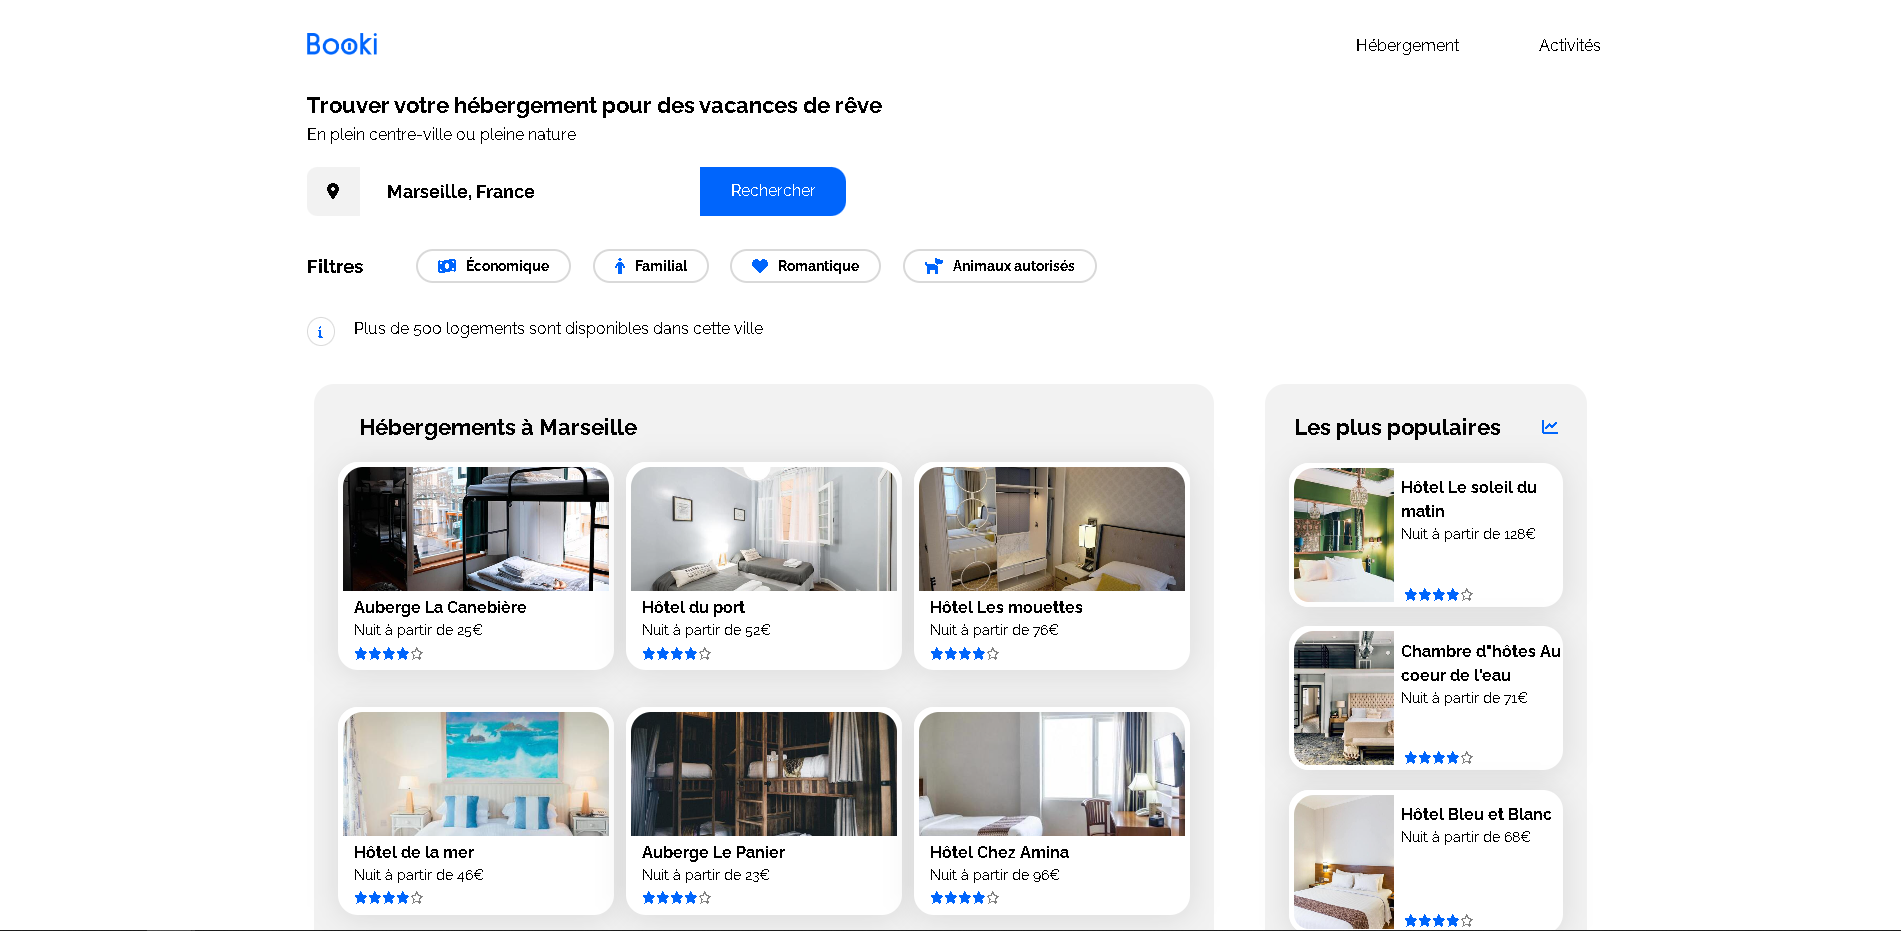 Booki
Hébergement
Activités
Trouver votre hébergement pour des vacances de rêve
En plein centre-ville ou pleine nature
Marseille, France
Rechercher
Filtres
Économique
Familial
Romantique
Animaux autorisés
Plus de 500 logements sont disponibles dans cette ville
Hébergements à Marseille
Auberge La Canebière
Nuit à partir de 25€
Hôtel du port
Nuit à partir de 52€
Hôtel Les mouettes
Nuit à partir de 76€
Hôtel de la mer
Nuit à partir de 46€
Auberge Le Panier
Nuit à partir de 23€
Hôtel Chez Amina
Nuit à partir de 96€
Les plus populaires
Hôtel Le soleil du
matin
Nuit à partir de 128€
Chambre d"hôtes Au
coeur de l'eau
Nuit à partir de 71€
Hôtel Bleu et Blanc
Nuit à partir de 68€